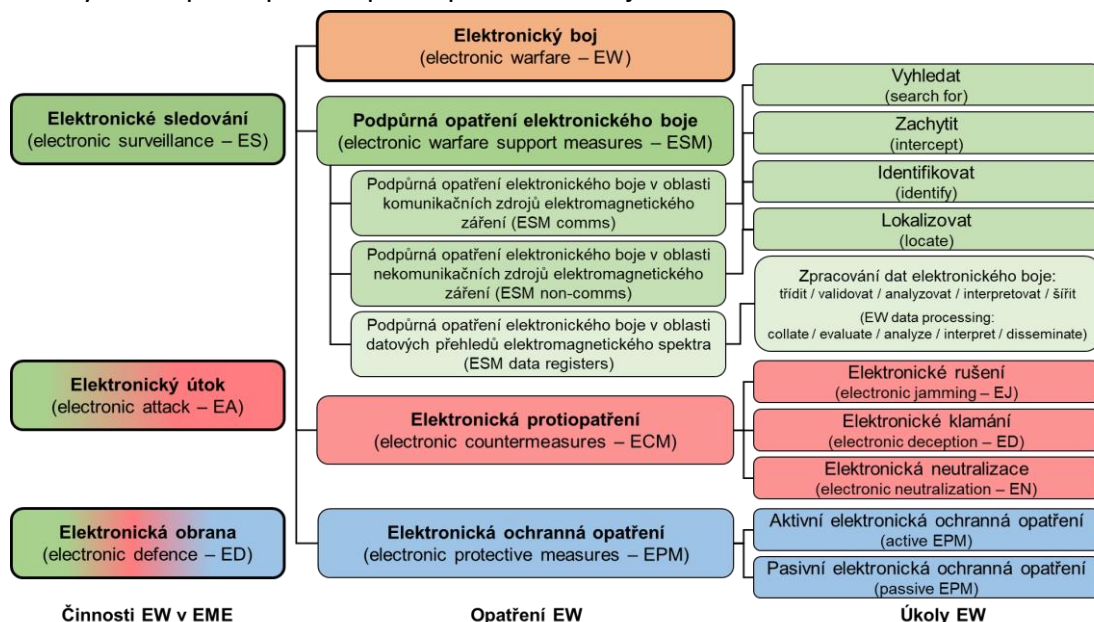 Elektronický boj
(electronic warfare – EW)
Elektronické sledování
(electronic surveillance – ES)
Podpůrná opatření elektronického boje
(electronic warfare support measures – ESM)
Podpůrná opatření elektronického boje v oblasti
komunikačních zdrojů elektromagnetického
záření (ESM comms)
Podpůrná opatření elektronického boje v oblasti
nekomunikačních zdrojů elektromagnetického
záření (ESM non-comms)
Podpůrná opatření elektronického boje v oblasti
datových přehledů elektromagnetického spektra
(ESM data registers)
Vyhledat
(search for)
Zachytit
(intercept)
Identifikovat
(identify)
Lokalizovat
(locate)
Zpracování dat elektronického boje:
třídit / validovat / analyzovat / interpretovat / šířit
(EW data processing:
collate / evaluate / analyze / interpret / disseminate)
Elektronický útok
(electronic attack – EA)
Elektronická protiopatření
(electronic countermeasures – ECM)
Elektronické rušení
(electronic jamming – EJ)
Elektronické klamání
(electronic deception – ED)
Elektronická neutralizace
(electronic neutralization – EN)
Elektronická obrana
(electronic defence – ED)
Elektronická ochranná opatření
(electronic protective measures – EPM)
Aktivní elektronická ochranná opatření
(active EPM)
Pasivní elektronická ochranná opatření
(passive EPM)
Činnosti EW v EME
Opatření EW
Úkoly EW